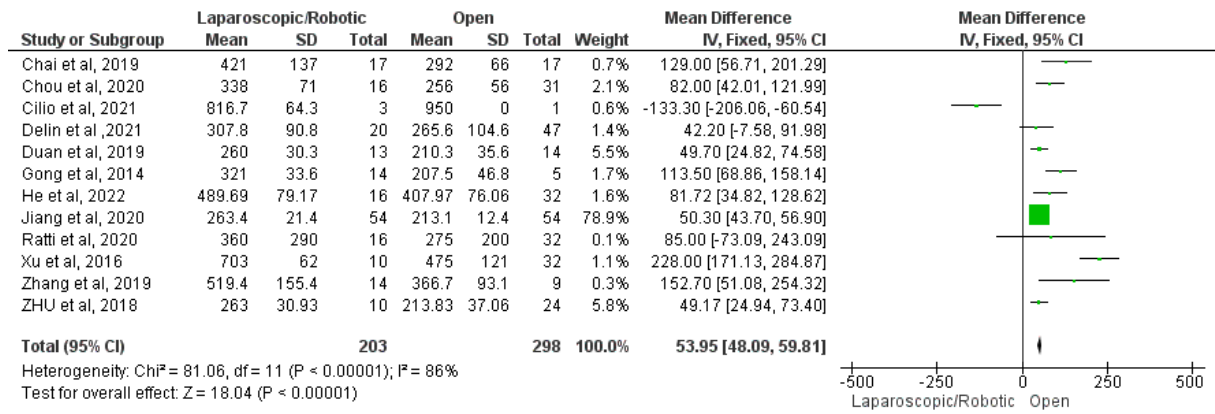 Laparoscopic/Robotic Open Mean Difference Mean Difference
Study or Subgroup Mean SD Total Mean SD Total Weight IV, Fixed, 95% CI IV, Fixed, 95% CI
Chai et al, 2019 421 137 17 292 66 17 0.7% 129.00 [56.71, 201.29]
Chou et al, 2020 338 71 16 256 56 31 2.1% 82.00 [42.01, 121.99]
Cilio et al, 2021 816.7 64.3 3 950 0 1 0.6% -133.30 [-206.06, -60.54]
Delin et al ,2021 307.8 90.8 20 265.6 104.6 47 1.4% 42.20 [-7.58, 91.98]
Duan et al, 2019 260 30.3 13 210.3 35.6 14 5.5% 49.70 [24.82, 74.58]
Gong et al, 2014 321 33.6 14 207.5 46.8 5 1.7% 113.50 [68.86, 158.14]
He et al, 2022 489.69 79.17 16 407.97 76.06 32 1.6% 81.72 [34.82, 128.62]
Jiang et al, 2020 263.4 21.4 54 213.1 12.4 54 78.9% 50.30 [43.70, 56.90]
Ratti et al, 2020 360 290 16 275 200 32 0.1% 85.00 [-73.09, 243.09]
Xu et al, 2016 703 62 10 475 121 32 1.1% 228.00 [171.13, 284.87]
Zhang et al, 2019 519.4 155.4 14 366.7 93.1 9 0.3% 152.70 [51.08, 254.32]
ZHU et al, 2018 263 30.93 10 213.83 37.06 24 5.8% 49.17 [24.94, 73.40]
Total (95% CI) 203 298 100.0% 53.95 [48.09, 59.81]
Heterogeneity: Chi² = 81.06, df = 11 (P < 0.00001); I² = 86%
Test for overall effect: Z = 18.04 (P < 0.00001)
-500 -250 0 250 500
Laparoscopic/Robotic Open